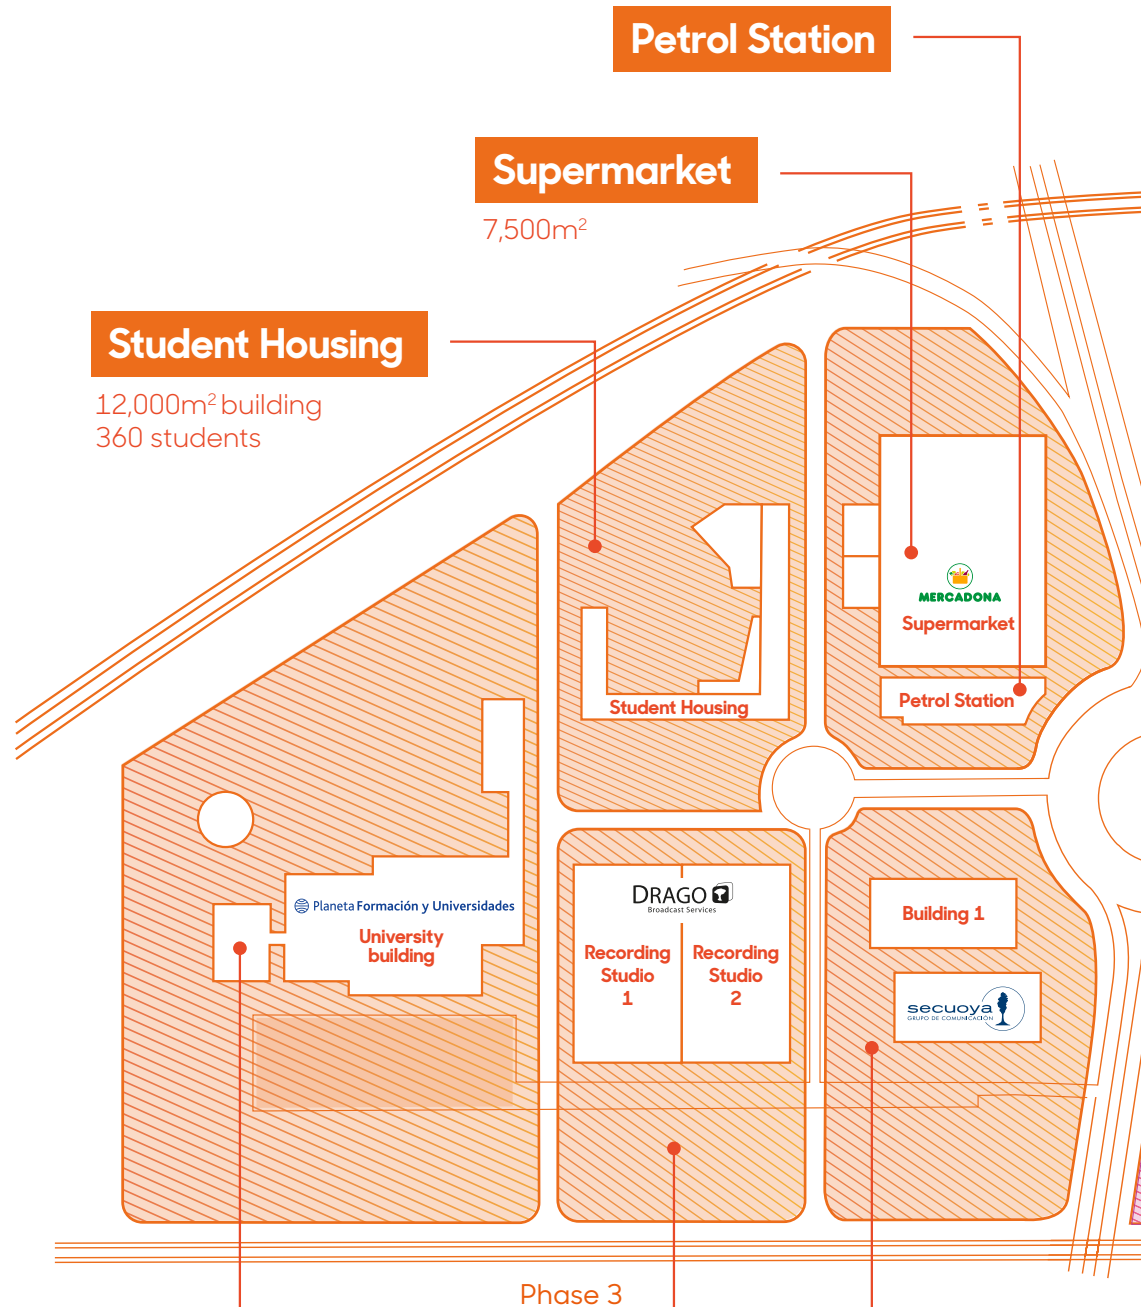 Petrol Station
Supermarket
7,500m²
Student Housing
12,000m² building
360 students
MERCADONA
Supermarket
Petrol Station
Student Housing
Planeta Formación y Universidades
University
building
DRAGO
Broadcast Services
Recording
Studio
1
Recording
Studio
2
Building 1
secuoya
GRUPO DE COMUNICACIÓN
Phase 3